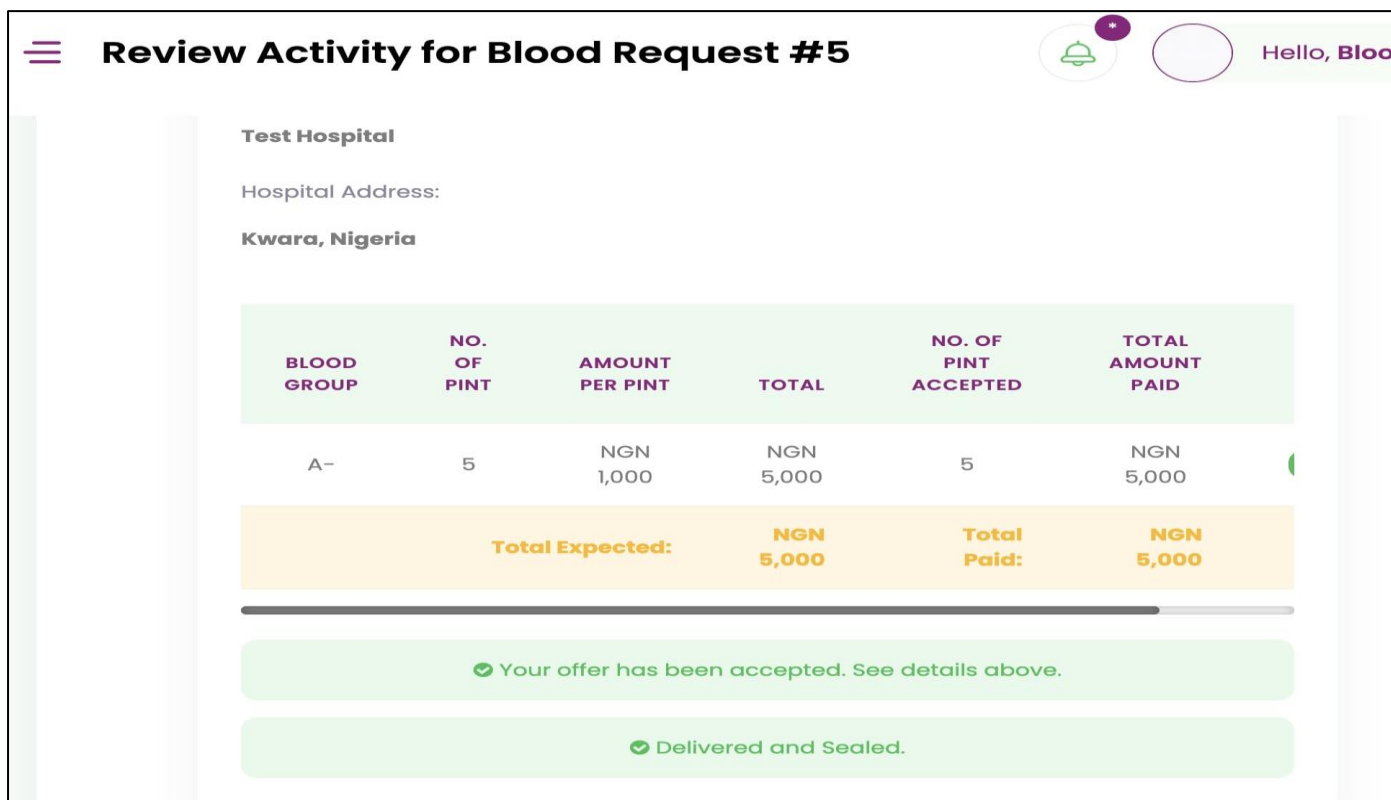 Review Activity for Blood Request #5
*
Hello, Bloo
Test Hospital
Hospital Address:
Kwara, Nigeria
BLOOD GROUP NO. OF PINT AMOUNT PER PINT TOTAL NO. OF PINT ACCEPTED TOTAL AMOUNT PAID
A- 5 NGN 1,000 NGN 5,000 5 NGN 5,000
Total Expected: NGN 5,000 Total Paid: NGN 5,000
Your offer has been accepted. See details above.
Delivered and Sealed.